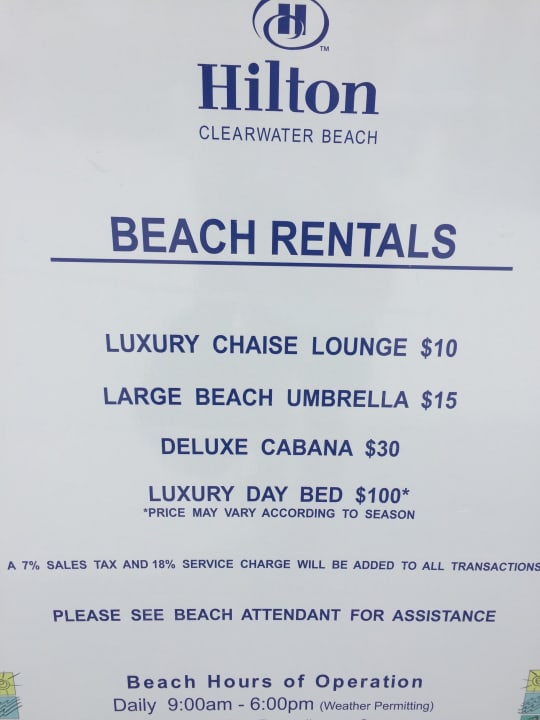 H
TM
Hilton
CLEARWATER BEACH
BEACH RENTALS
LUXURY CHAISE LOUNGE $10
LARGE BEACH UMBRELLA $15
DELUXE CABANA $30
LUXURY DAY BED $100*
*PRICE MAY VARY ACCORDING TO SEASON
A 7% SALES TAX AND 18% SERVICE CHARGE WILL BE ADDED TO ALL TRANSACTIONS
PLEASE SEE BEACH ATTENDANT FOR ASSISTANCE
Beach Hours of Operation
Daily 9:00am - 6:00pm (Weather Permitting)